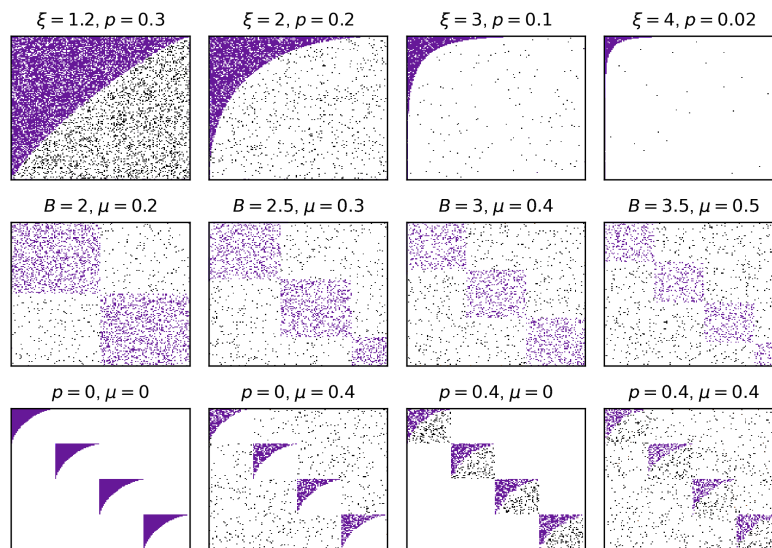 ξ = 1.2, p = 0.3
ξ = 2, p = 0.2
ξ = 3, p = 0.1
ξ = 4, p = 0.02
B = 2, μ = 0.2
B = 2.5, μ = 0.3
B = 3, μ = 0.4
B = 3.5, μ = 0.5
p = 0, μ = 0
p = 0, μ = 0.4
p = 0.4, μ = 0
p = 0.4, μ = 0.4